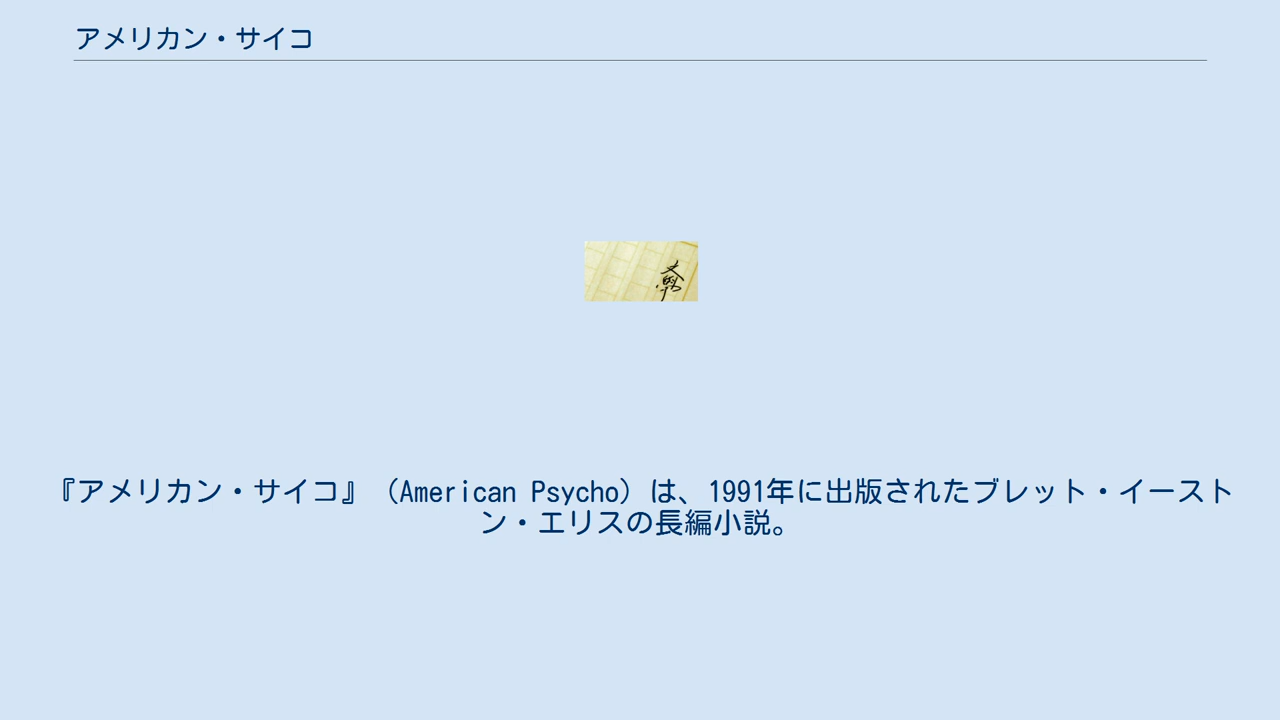 アメリカン・サイコ
『アメリカン・サイコ』（American Psycho）は、1991年に出版されたブレット・イースト
ン・エリスの長編小説。